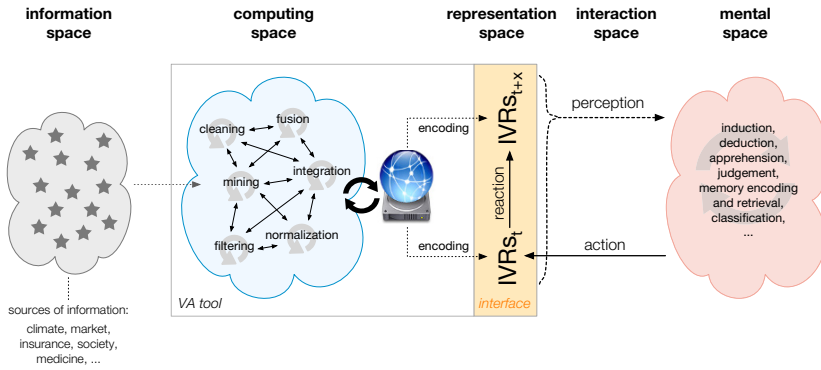 information space
computing space
representation space
interaction space
mental space
cleaning
fusion
mining
integration
filtering
normalization
VA tool
encoding
encoding
IVRs_t+x
reaction
IVRs_t
interface
perception
action
induction,
deduction,
apprehension,
judgement,
memory encoding
and retrieval,
classification,
...
sources of information:
climate, market,
insurance, society,
medicine, ...